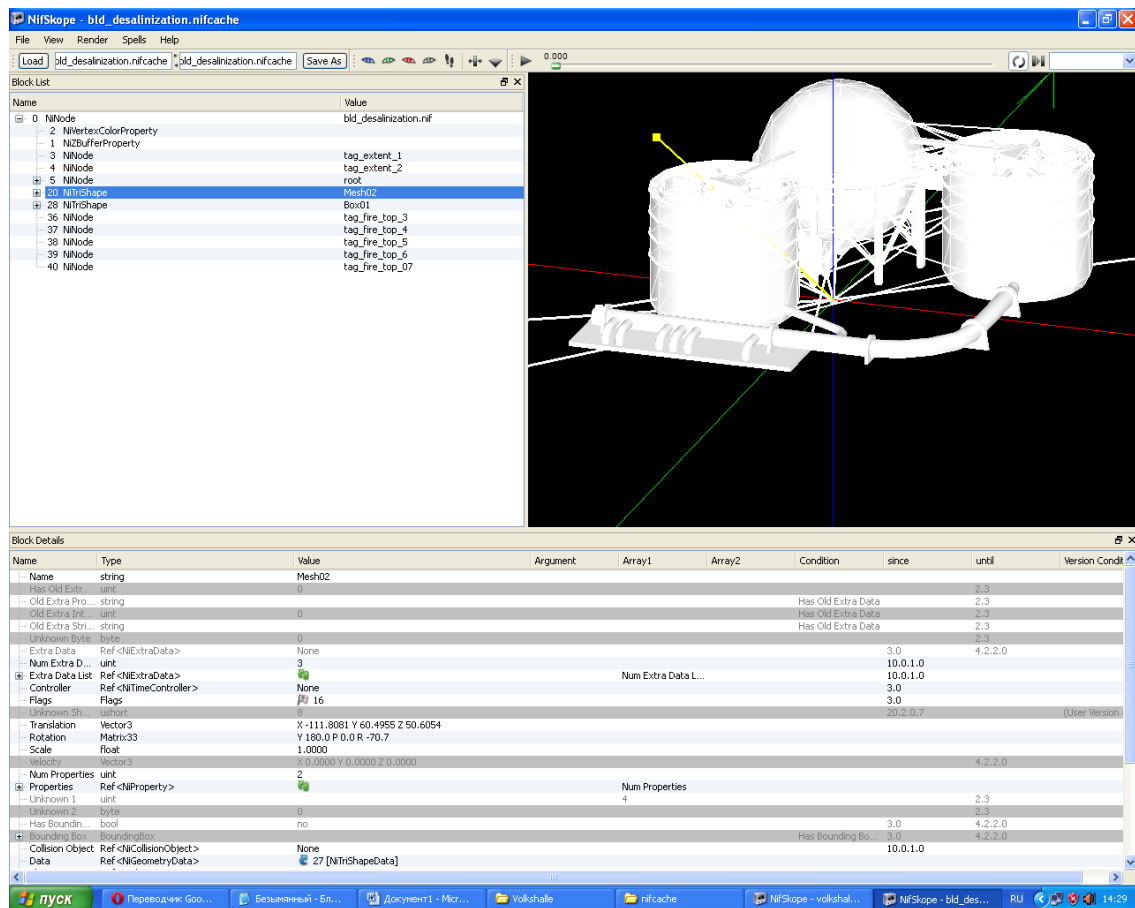 NifSkope - bld_desalinization.nifcache
File View Render Spells Help
Load bld_desalinization.nifcache bld_desalinization.nifcache Save As 0.000
Block List
Name Value
0 NiNode bld_desalinization.nif
2 NiVertexColorProperty
1 NiZBufferProperty
3 NiNode tag_extent_1
4 NiNode tag_extent_2
5 NiNode root
20 NiTriShape Mesh02
28 NiTriShape Box01
36 NiNode tag_fire_top_3
37 NiNode tag_fire_top_4
38 NiNode tag_fire_top_5
39 NiNode tag_fire_top_6
40 NiNode tag_fire_top_07
Block Details
Name Type Value Argument Array1 Array2 Condition since until Version Condit
Name string Mesh02
Has Old Extr... uint 0 2.3
Old Extra Pro... string Has Old Extra Data 2.3
Old Extra Int... uint 0 Has Old Extra Data 2.3
Old Extra Stri... string Has Old Extra Data 2.3
Unknown Byte byte 0 2.3
Extra Data Ref<NiExtraData> None 3.0 4.2.2.0
Num Extra D... uint 3 10.0.1.0
Extra Data List Ref<NiExtraData> Num Extra Data L... 10.0.1.0
Controller Ref<NiTimeController> None 3.0
Flags Flags 16 3.0
Unknown Sh... ushort 8 20.2.0.7 (User Version
Translation Vector3 X -111.8081 Y 60.4955 Z 50.6054
Rotation Matrix33 Y 180.0 P 0.0 R -70.7
Scale float 1.0000
Velocity Vector3 X 0.0000 Y 0.0000 Z 0.0000 4.2.2.0
Num Properties uint 2
Properties Ref<NiProperty> Num Properties
Unknown 1 uint 4 2.3
Unknown 2 byte 0 2.3
Has Boundin... bool no 3.0 4.2.2.0
Bounding Box BoundingBox Has Bounding Bo... 3.0 4.2.2.0
Collision Object Ref<NiCollisionObject> None 10.0.1.0
Data Ref<NiGeometryData> 27 [NiTriShapeData]
пуск Переводчик Goo... Безымянный - Бл... Документ1 - Micr... Volkshalle nifcache NifSkope - volkshal... NifSkope - bld_des... RU 14:29